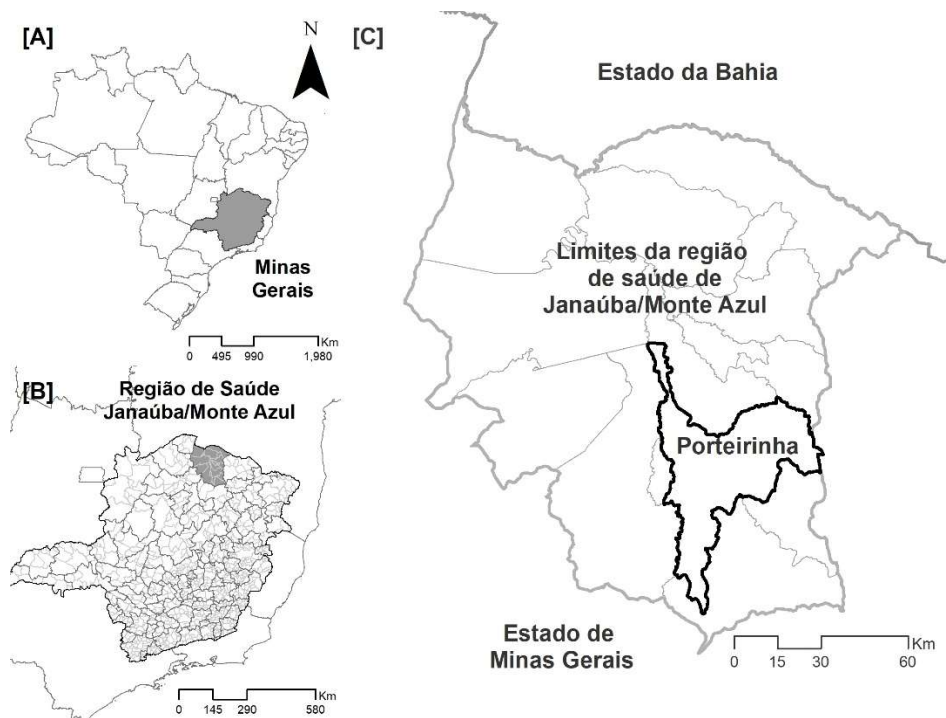 [A]
N
Minas
Gerais
Km
0 495 990 1,980
[B]
Região de Saúde
Janaúba/Monte Azul
Km
0 145 290 580
[C]
Estado da Bahia
Limites da região
de saúde de
Janaúba/Monte Azul
Porteirinha
Estado de
Minas Gerais
Km
0 15 30 60